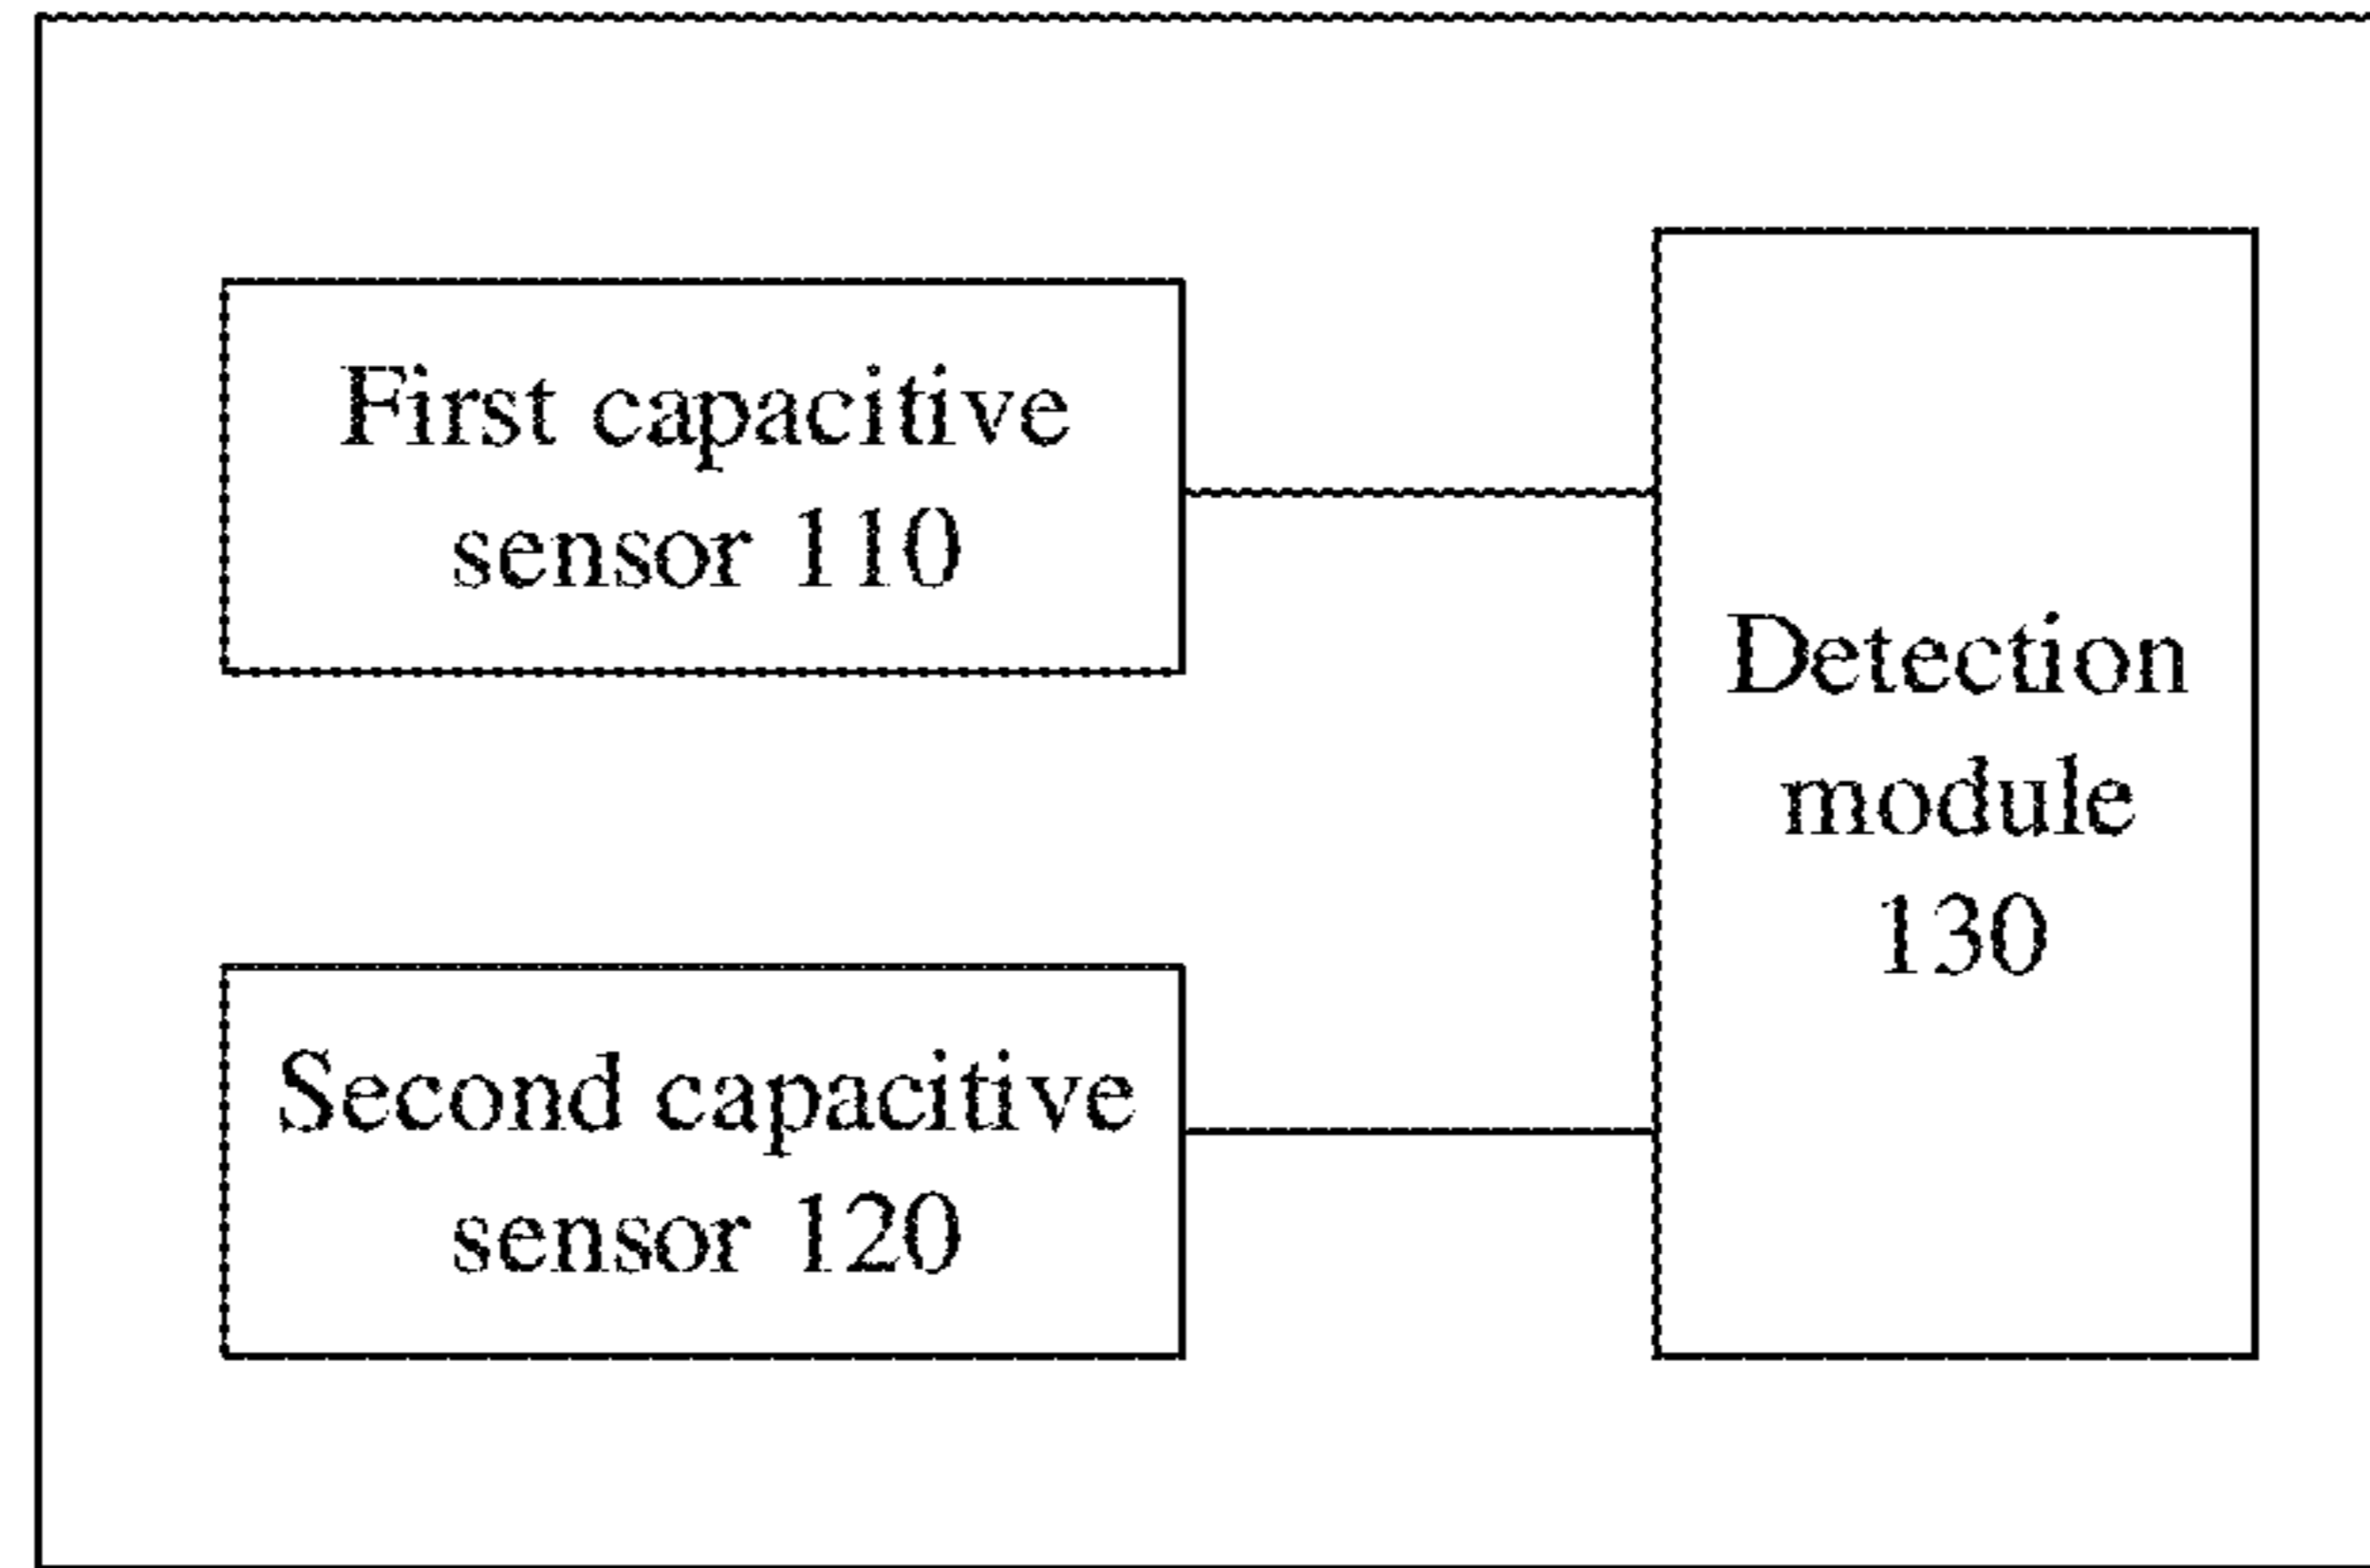 First capacitive
sensor 110
Detection
module
130
Second capacitive
sensor 120